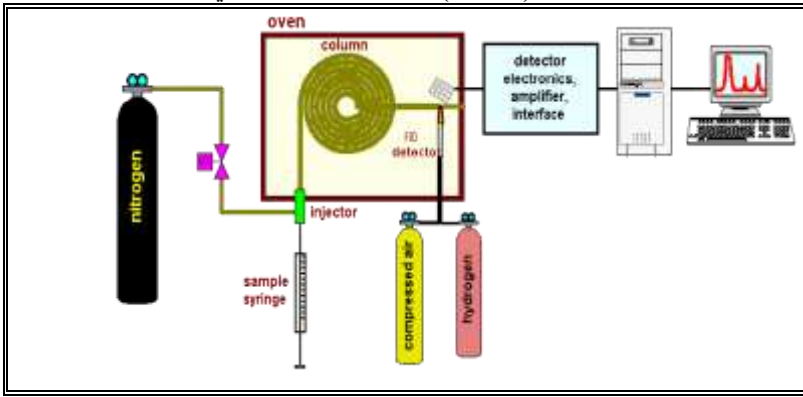 oven
column
nitrogen
injector
sample
syringe
FID
detector
compressed air
hydrogen
detector
electronics,
amplifier,
interface